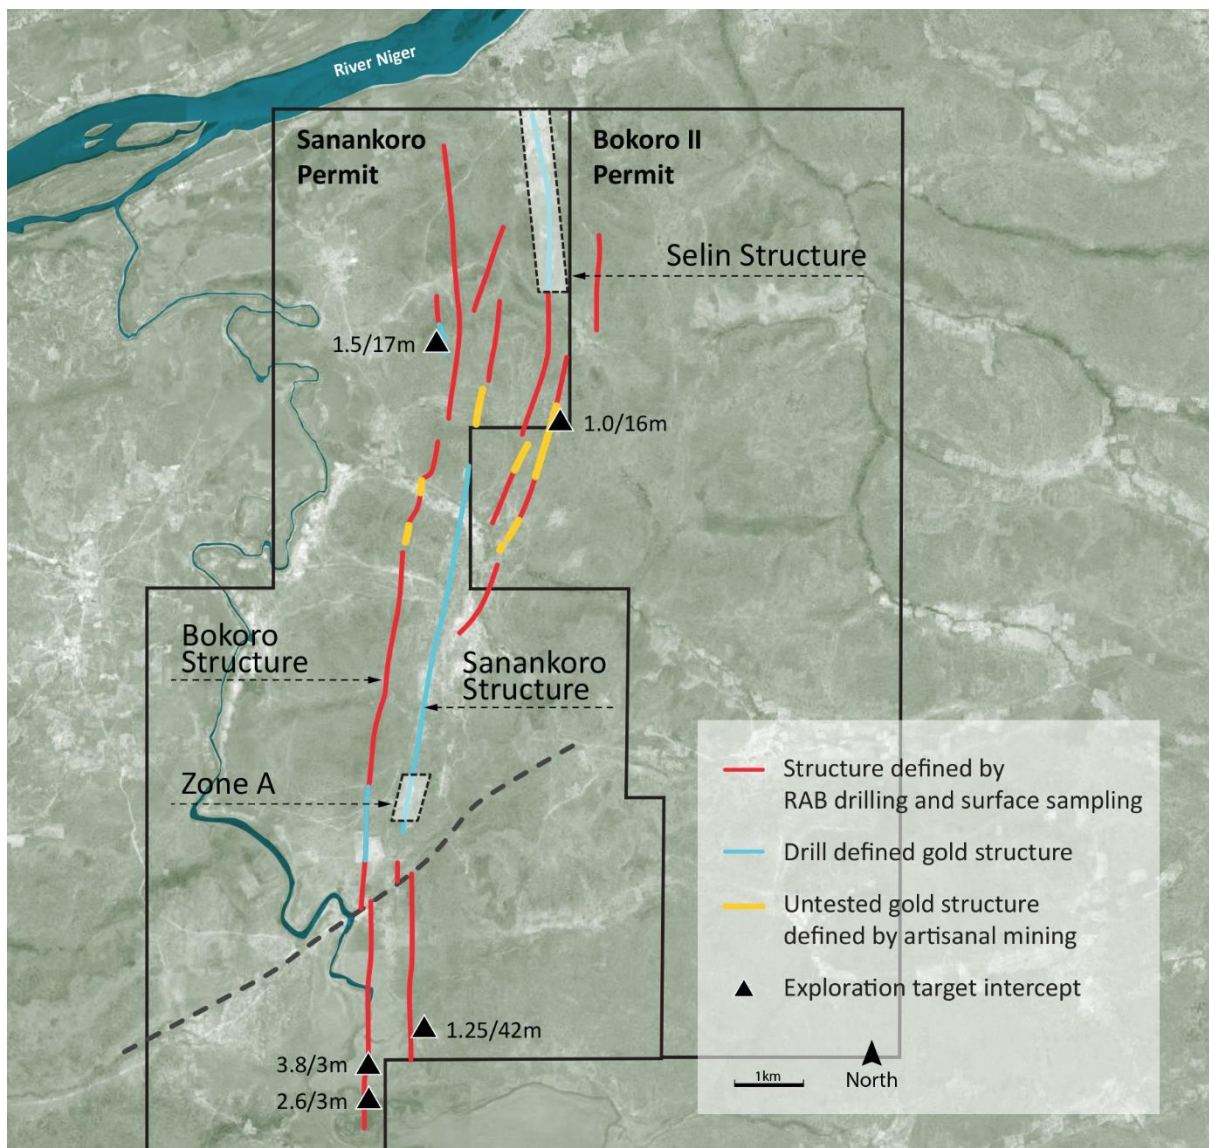 River Niger
Sanankoro
Permit
Bokoro II
Permit
Selin Structure
1.5/17m
1.0/16m
Bokoro
Structure
Sanankoro
Structure
Zone A
Structure defined by
RAB drilling and surface sampling
Drill defined gold structure
Untested gold structure
defined by artisanal mining
Exploration target intercept
1.25/42m
3.8/3m
2.6/3m
1km
North